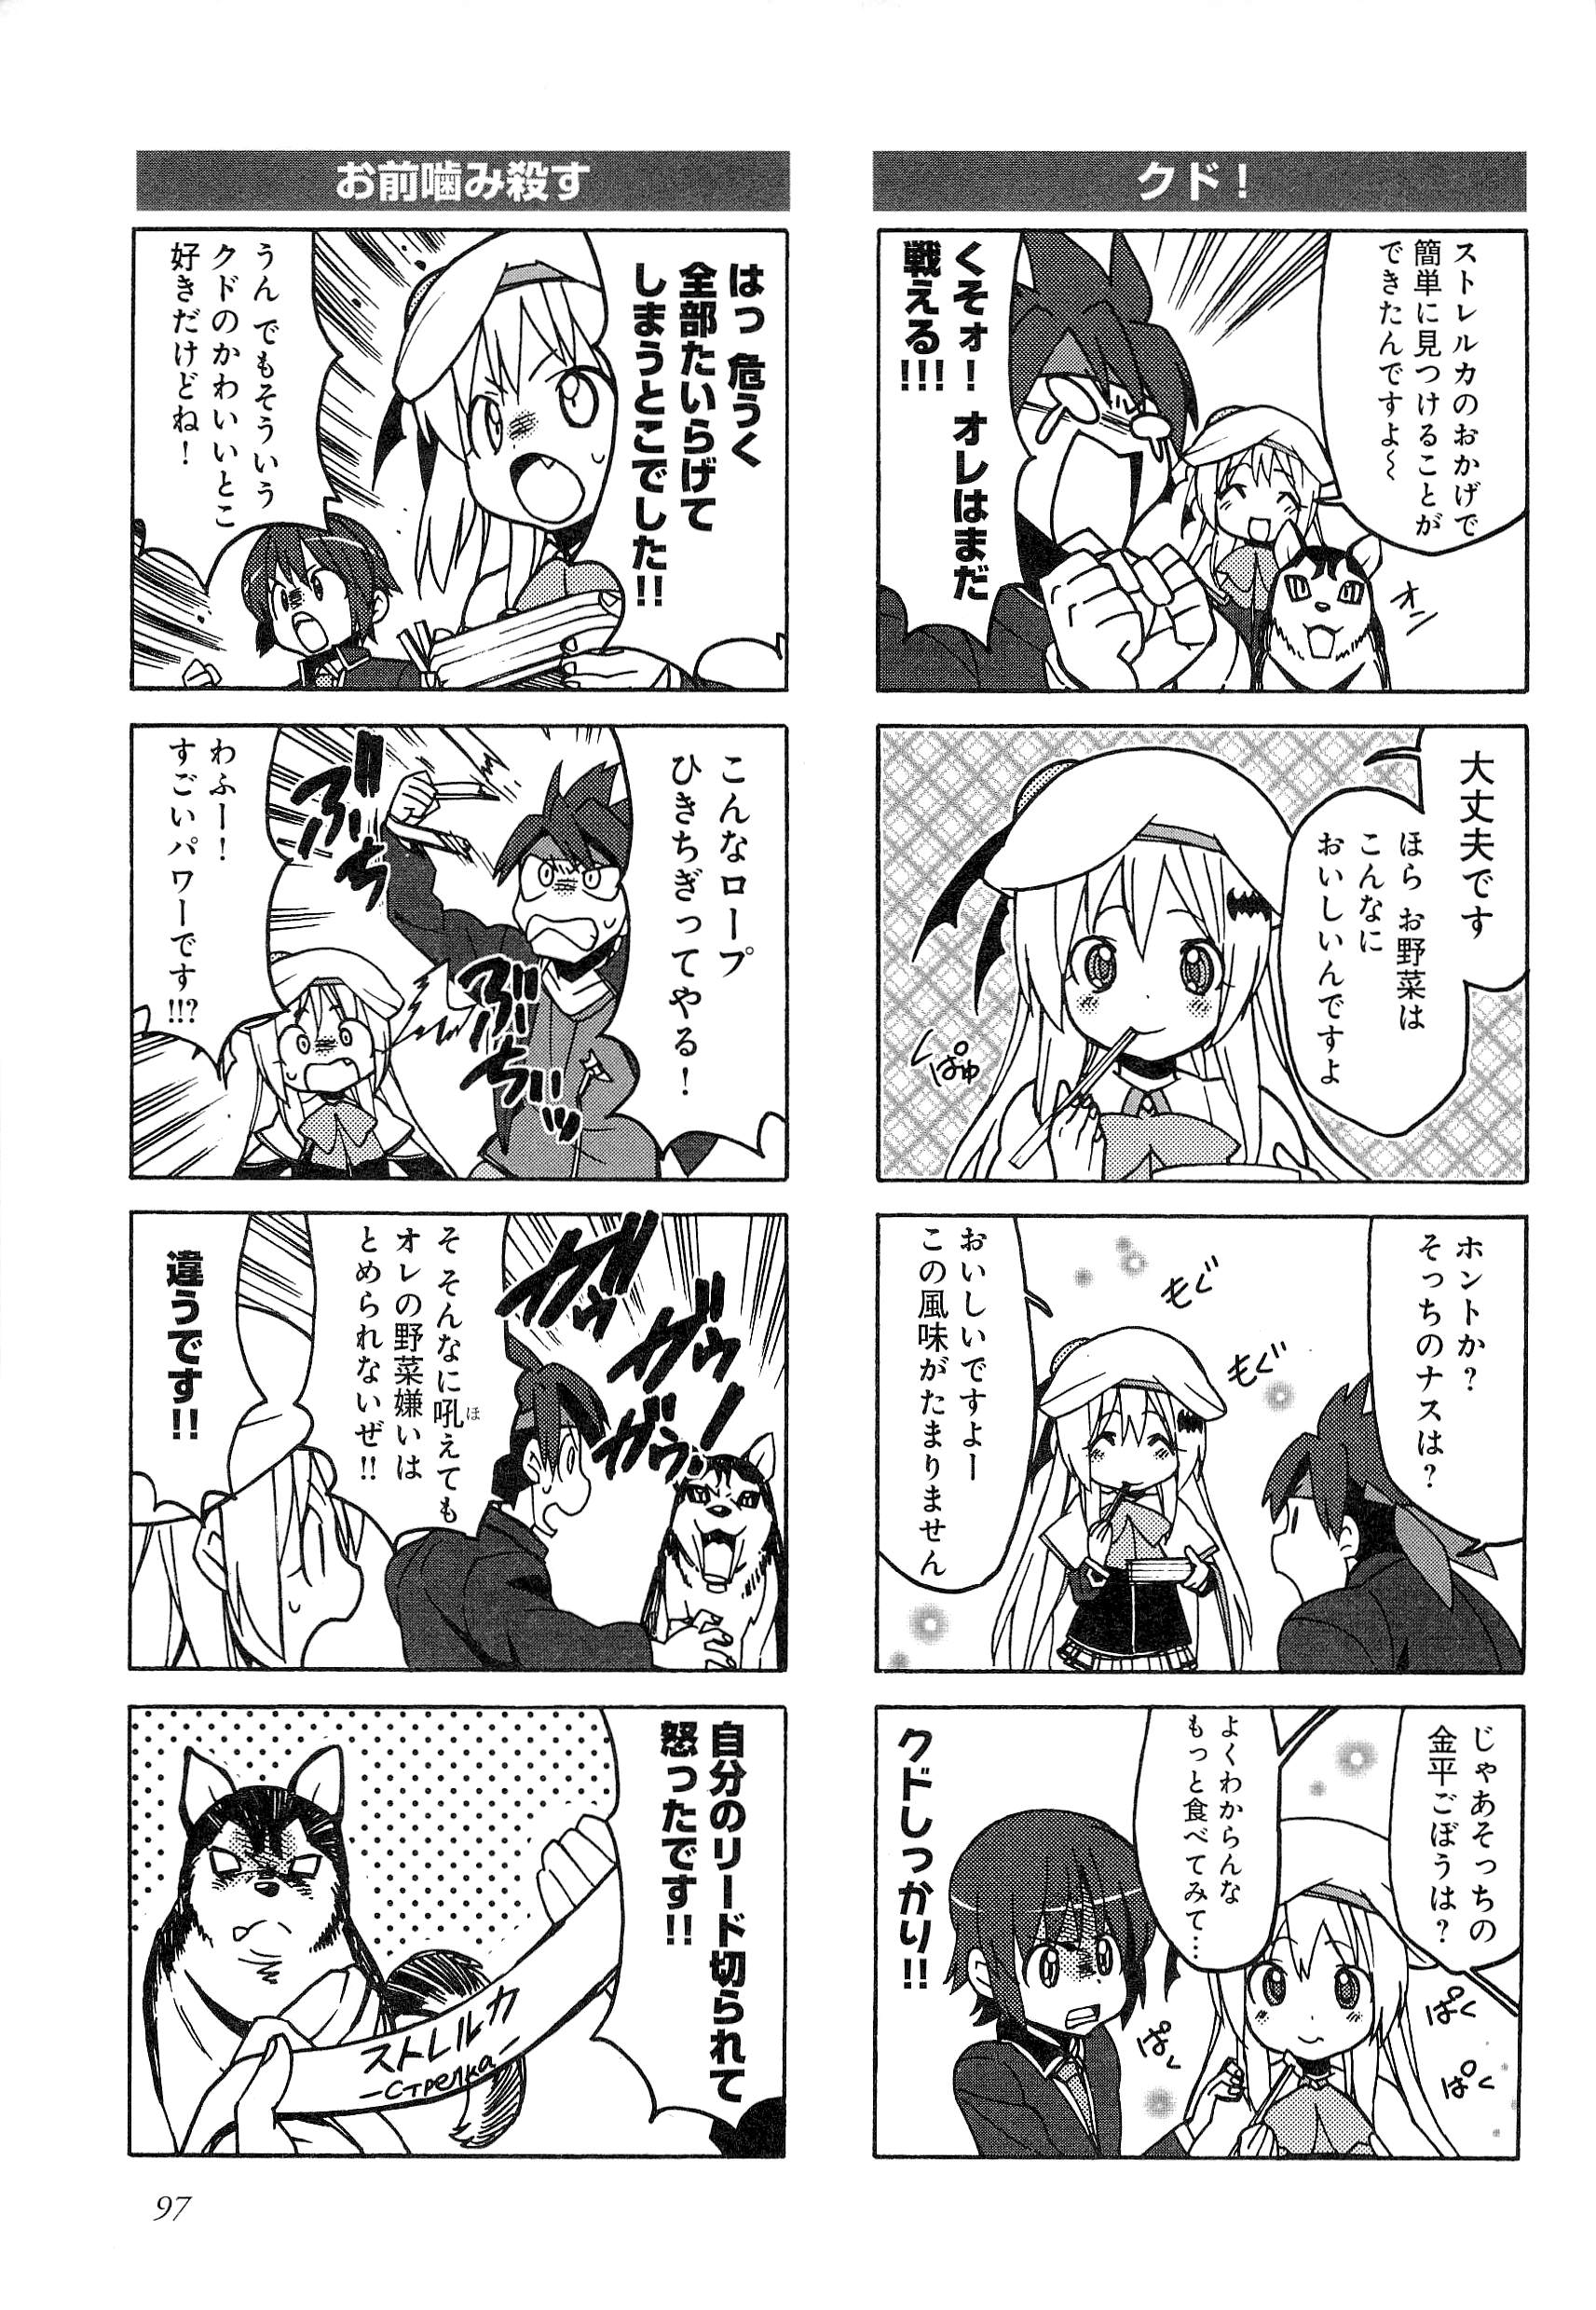 クド！
ストレルカのおかげで
簡単に見つけることが
できたんですよ～
オン
くそォ！オレはまだ
戦える!!!
大丈夫です
ほら お野菜は
こんなに
おいしいんですよ
ぱゅ
ホントか？
そっちのナスは？
もぐ
もぐ
おいしいですよー
この風味がたまりません
じゃあそっちの
金平ごぼうは？
よくわからんな
もっと食べてみて…
ぱく
ぱく
ぱく
クドしっかり!!
お前噛み殺す
はっ 危うく
全部たいらげて
しまうとこでした!!
うん でもそういう
クドのかわいいとこ
好きだけどね！
こんなロープ
ひきちぎってやる！
ぶち
ぶちぃッ
わふー！
すごいパワーです!!?
ガゥ
ガゥ
ガゥッ
そ そんなに吼えても
ほ
オレの野菜嫌いは
とめられないぜ!!
違うです!!
自分のリード切られて
怒ったです!!
ストレルカ
-Стрелка-
97